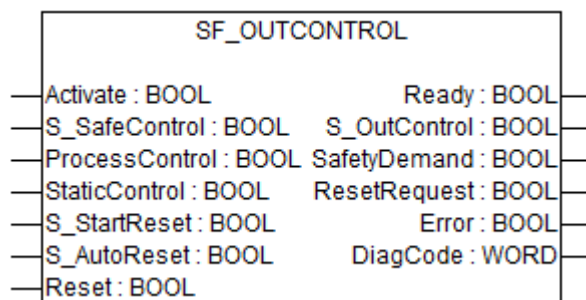 SF_OUTCONTROL
Activate : BOOL Ready : BOOL
S_SafeControl : BOOL S_OutControl : BOOL
ProcessControl : BOOL SafetyDemand : BOOL
StaticControl : BOOL ResetRequest : BOOL
S_StartReset : BOOL Error : BOOL
S_AutoReset : BOOL DiagCode : WORD
Reset : BOOL